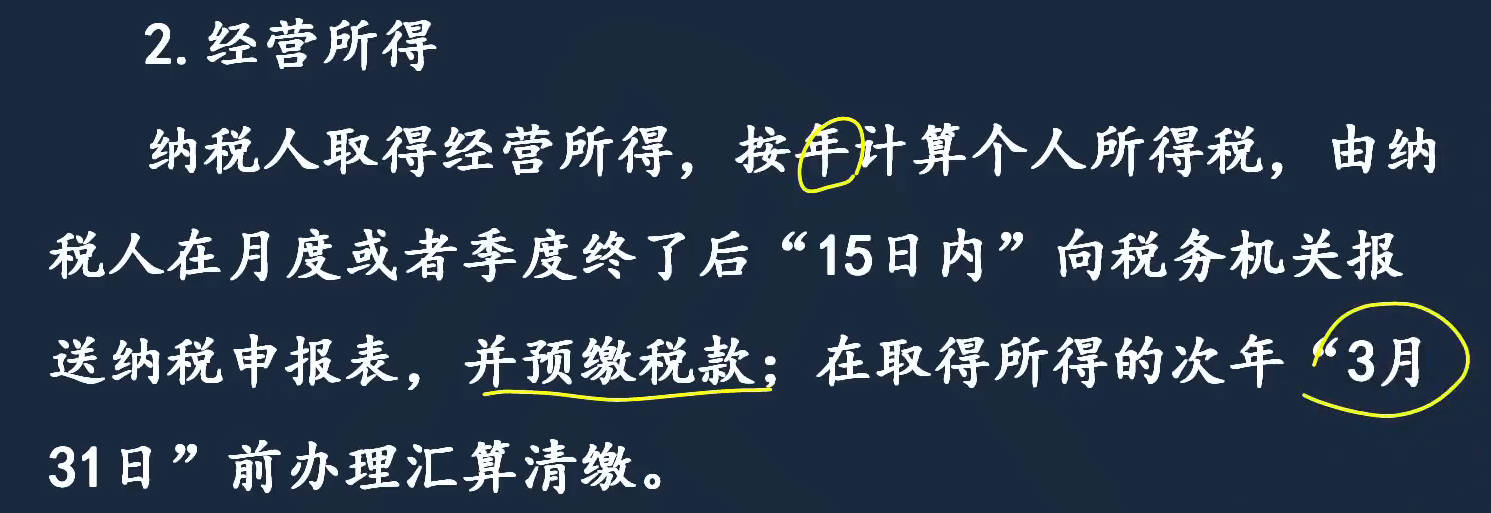 2. 经营所得
纳税人取得经营所得，按年计算个人所得税，由纳
税人在月度或者季度终了后“15日内”向税务机关报
送纳税申报表，并预缴税款；在取得所得的次年“3月
31日”前办理汇算清缴。